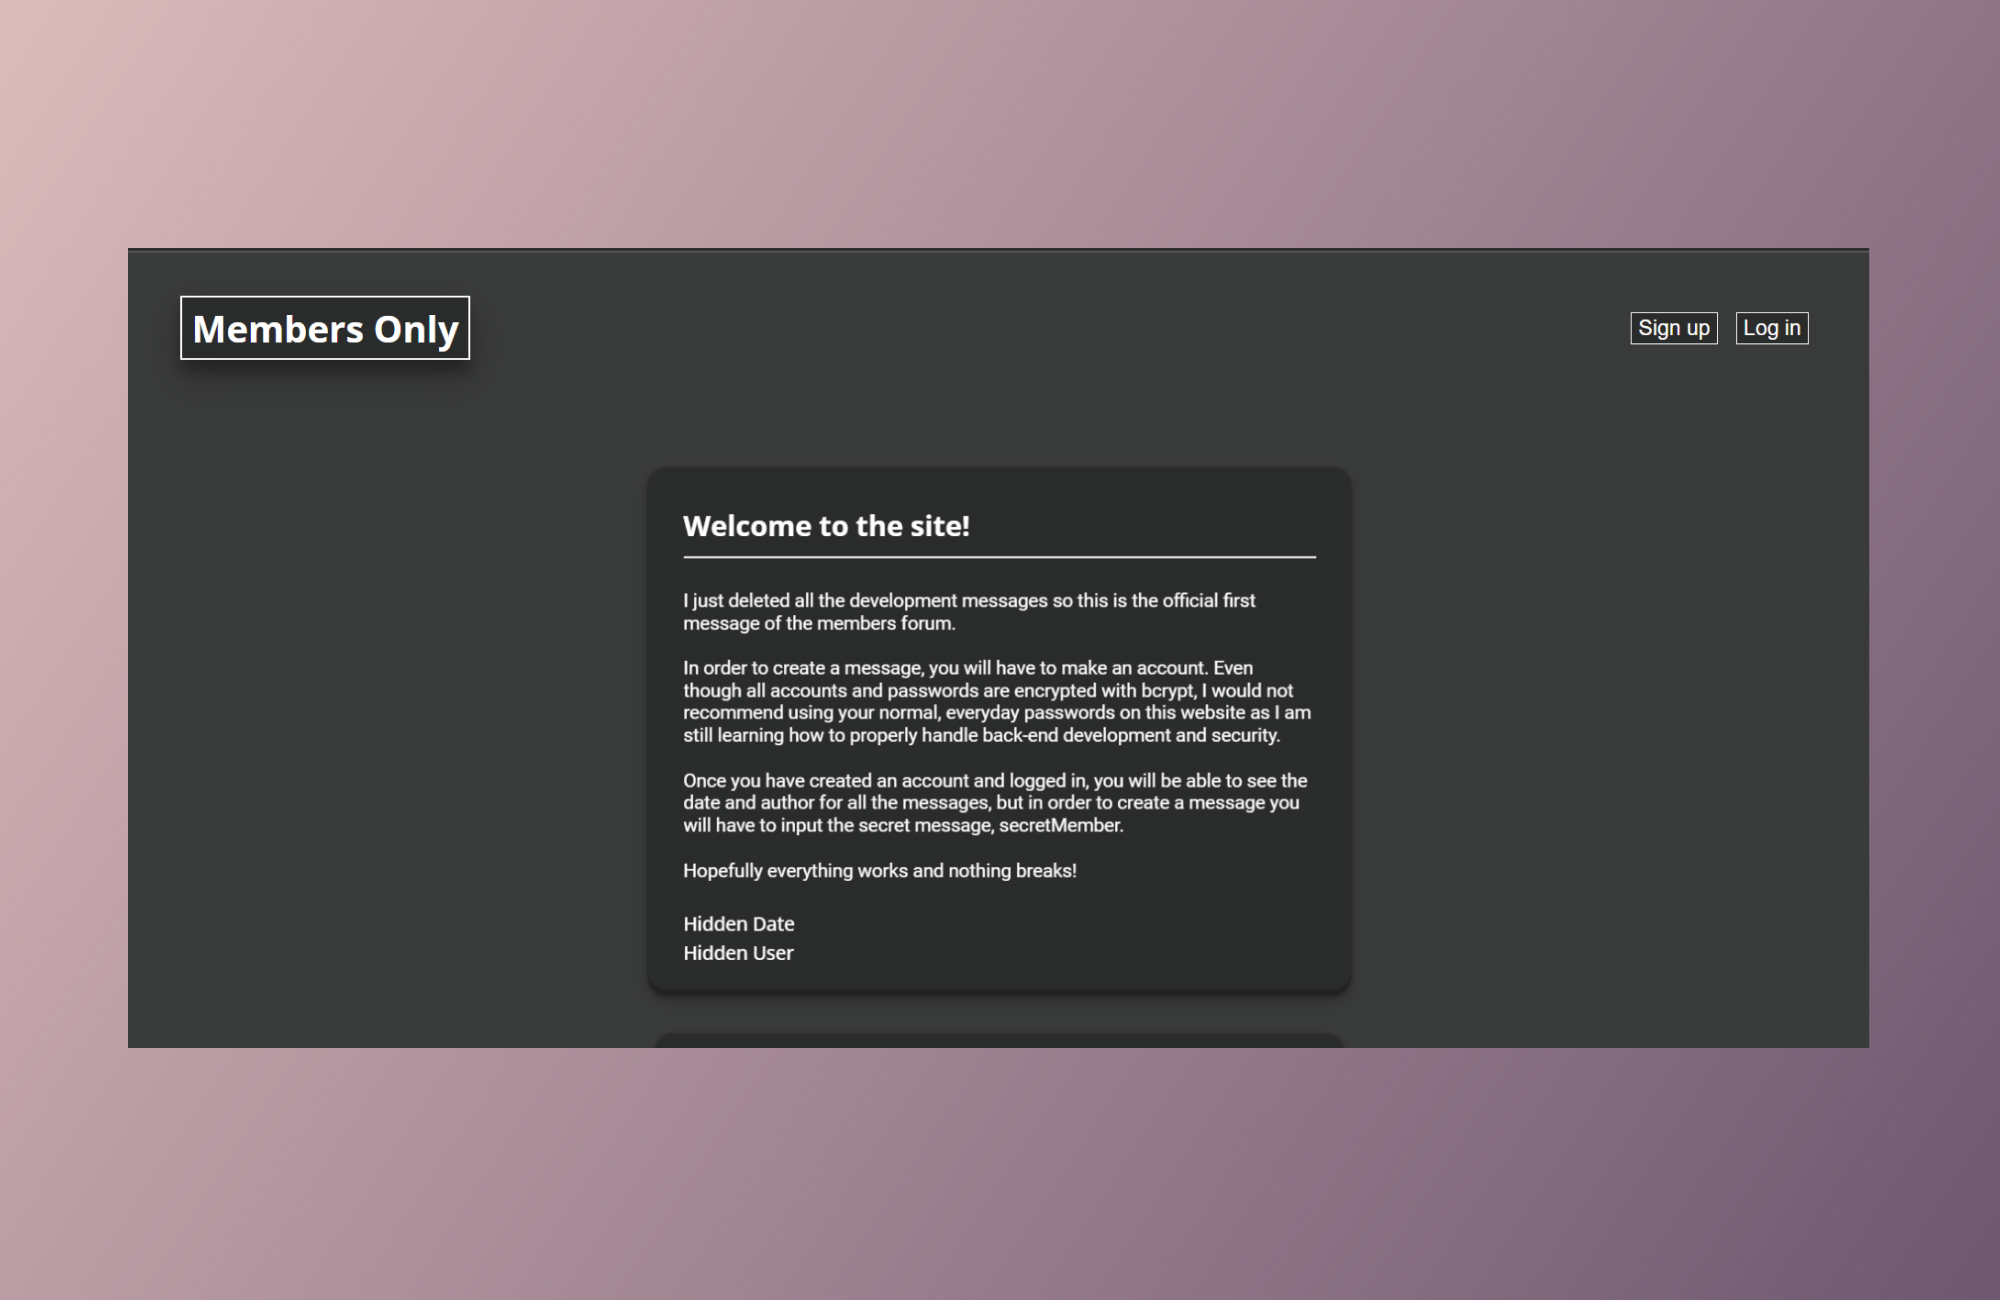 Members Only
Sign up
Log in
Welcome to the site!
I just deleted all the development messages so this is the official first
message of the members forum.
In order to create a message, you will have to make an account. Even
though all accounts and passwords are encrypted with bcrypt, I would not
recommend using your normal, everyday passwords on this website as I am
still learning how to properly handle back-end development and security.
Once you have created an account and logged in, you will be able to see the
date and author for all the messages, but in order to create a message you
will have to input the secret message, secretMember.
Hopefully everything works and nothing breaks!
Hidden Date
Hidden User